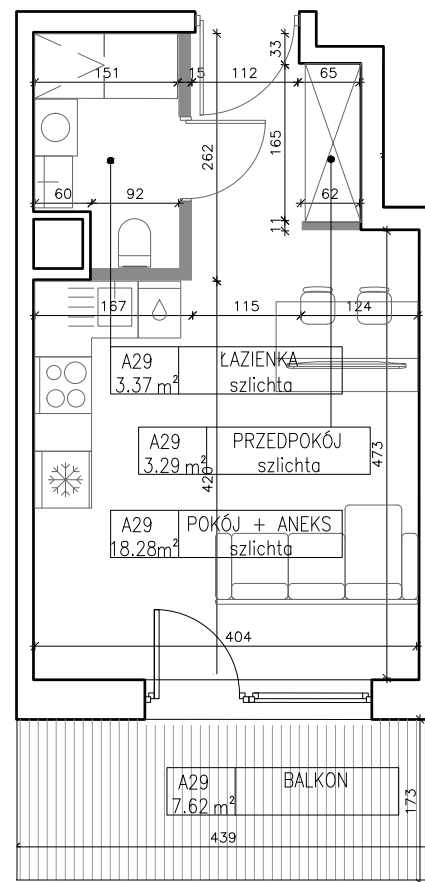 33
151 15 112 65
262
165
60 92 62
11
167 115 124
A29 ŁAZIENKA
3.37 m² szlichta
A29 PRZEDPOKÓJ
3.29 m² szlichta
473
420
A29 POKÓJ + ANEKS
18.28m² szlichta
404
A29 BALKON
7.62 m²
173
439